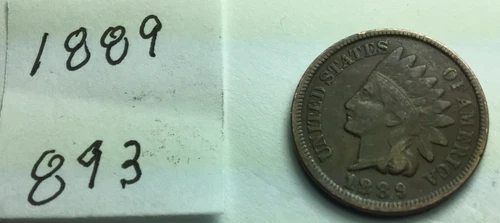 1889
893
UNITED STATES OF AMERICA
1889